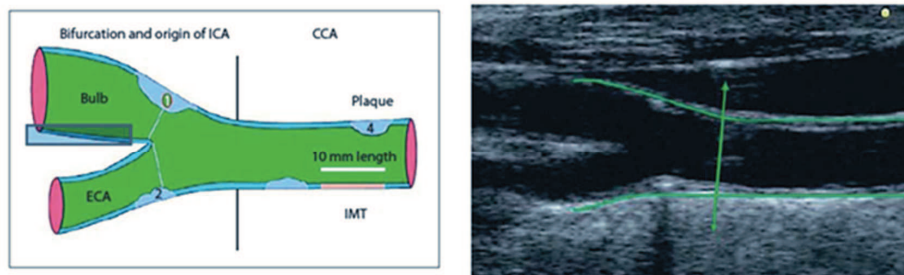 Bifurcation and origin of ICA
CCA
Bulb
1
Plaque
4
10 mm length
2
ECA
IMT